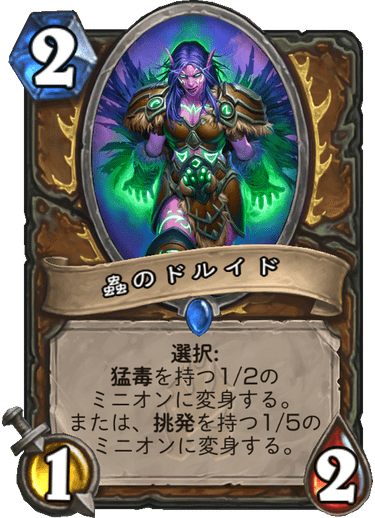 2
蟲のドルイド
選択:
猛毒を持つ1/2の
ミニオンに変身する。
または、挑発を持つ1/5の
ミニオンに変身する。
1
2